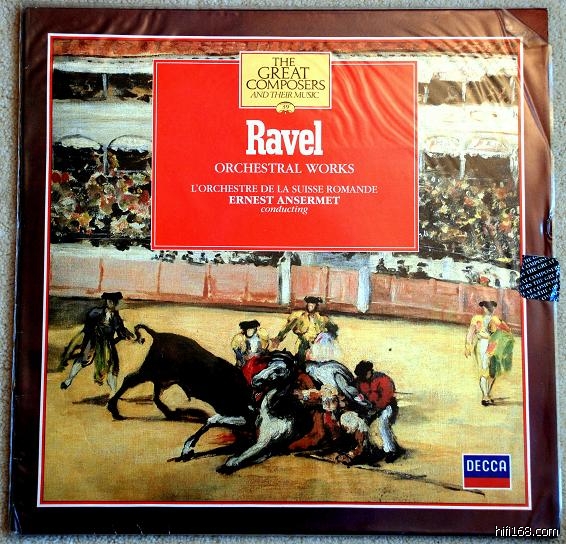 THE
GREAT
COMPOSERS
AND THEIR MUSIC
39
Ravel
ORCHESTRAL WORKS
L'ORCHESTRE DE LA SUISSE ROMANDE
ERNEST ANSERMET
conducting
DECCA
hifi168.com